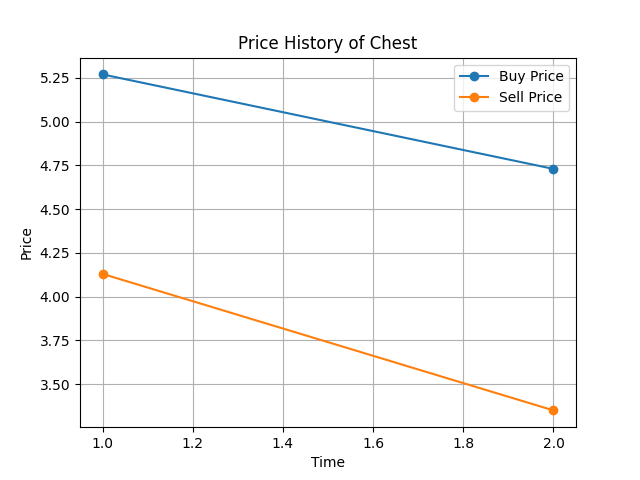 Price History of Chest
Buy Price
Sell Price
5.25
5.00
4.75
4.50
4.25
4.00
3.75
3.50
Price
1.0 1.2 1.4 1.6 1.8 2.0
Time